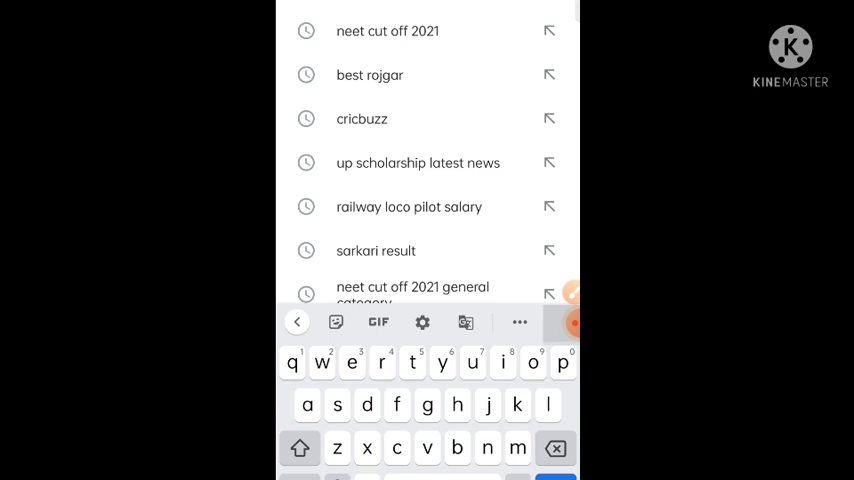 neet cut off 2021
K
KINEMASTER
best rojgar
cricbuzz
up scholarship latest news
railway loco pilot salary
sarkari result
neet cut off 2021 general
category
GIF
G
1 2 3 4 5 6 7 8 9 0
q w e r t y u i o p
a s d f g h j k l
z x c v b n m